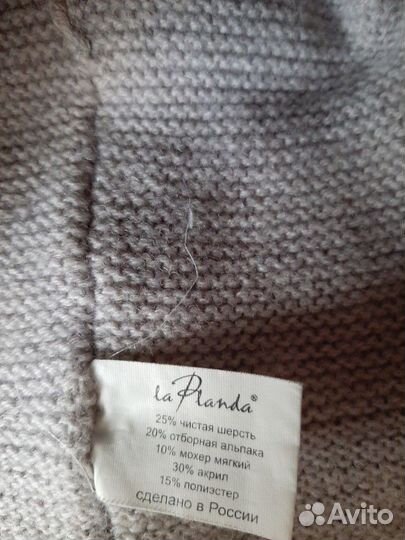 la Planda®
25% чистая шерсть
20% отборная альпака
10% мохер мягкий
30% акрил
15% полиэстер
сделано в России
Avito